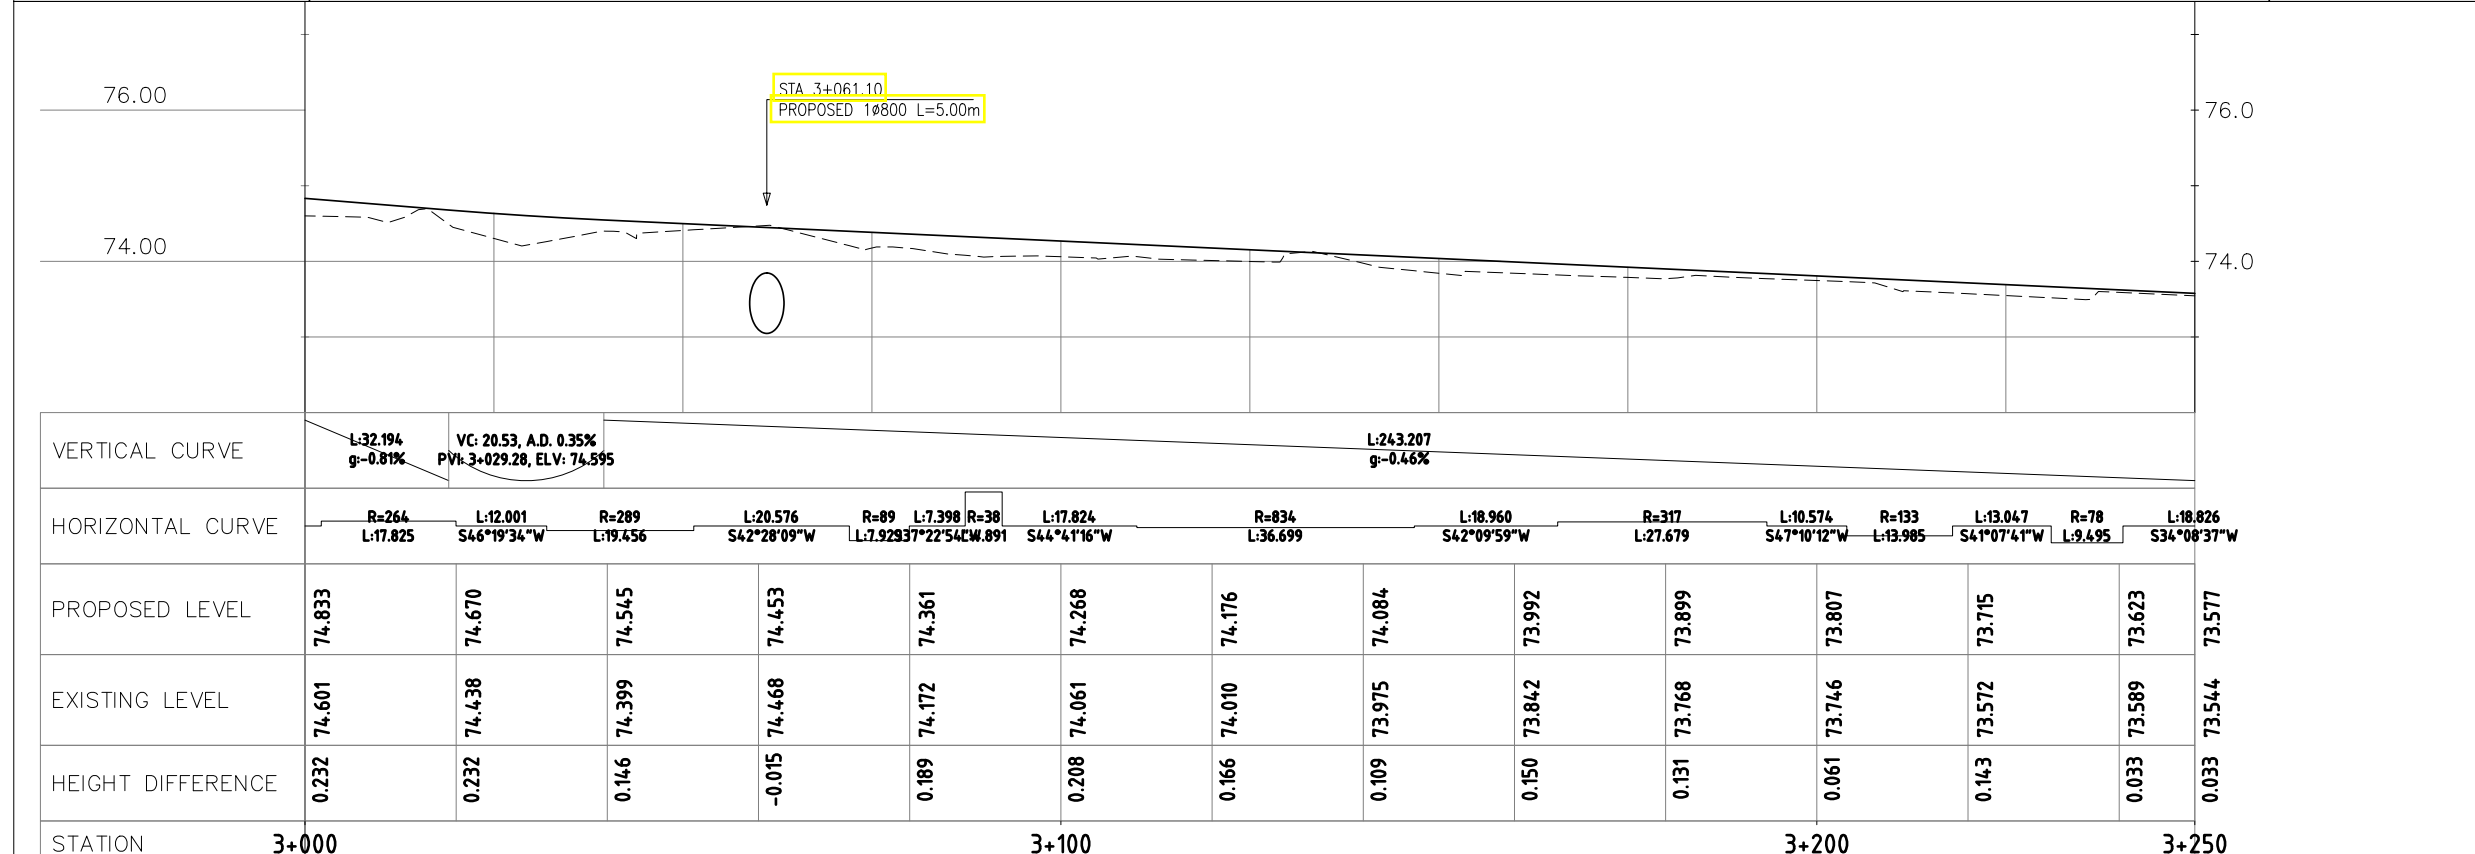 STA 3+061.10
PROPOSED 1ø800 L=5.00m
76.00
76.0
74.00
74.0
VERTICAL CURVE
L:32.194
g:-0.81%
VC: 20.53, A.D. 0.35%
PVI: 3+029.28, ELV: 74.595
L:243.207
g:-0.46%
HORIZONTAL CURVE
R=264
L:17.825
L:12.001
S46°19'34"W
R=289
L:19.456
L:20.576
S42°28'09"W
R=89
L:7.929
L:7.398
S37°22'54"W
R=38
L:4.891
L:17.824
S44°41'16"W
R=834
L:36.699
L:18.960
S42°09'59"W
R=317
L:27.679
L:10.574
S47°10'12"W
R=133
L:13.985
L:13.047
S41°07'41"W
R=78
L:9.495
L:18.826
S34°08'37"W
PROPOSED LEVEL 74.833 74.670 74.545 74.453 74.361 74.268 74.176 74.084 73.992 73.899 73.807 73.715 73.623 73.577
EXISTING LEVEL 74.601 74.438 74.399 74.468 74.172 74.061 74.010 73.975 73.842 73.768 73.746 73.572 73.589 73.544
HEIGHT DIFFERENCE 0.232 0.232 0.146 -0.015 0.189 0.208 0.166 0.109 0.150 0.131 0.061 0.143 0.033 0.033
STATION 3+000 3+100 3+200 3+250